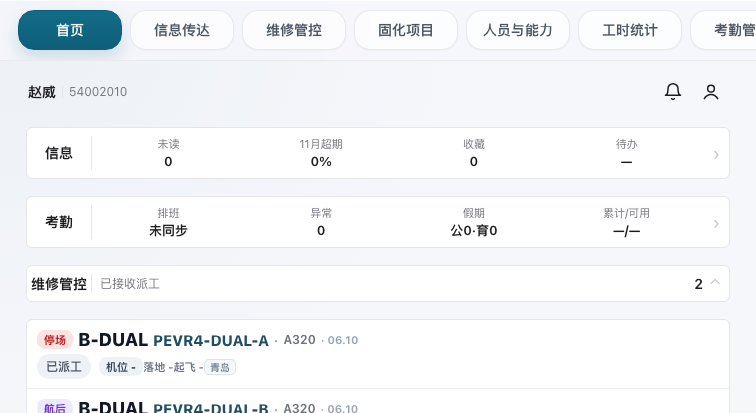 首页 信息传达 维修管控 固化项目 人员与能力 工时统计 考勤管
赵威 54002010
信息 未读 0 11月超期 0% 收藏 0 待办 —
考勤 排班 未同步 异常 0 假期 公0·育0 累计/可用 —/—
维修管控 已接收派工 2
停场 B-DUAL PEVR4-DUAL-A · A320 · 06.10
已派工 机位 - 落地 -起飞 - 青岛
航后 B-DUAL PEVR4-DUAL-B · A320 · 06.10